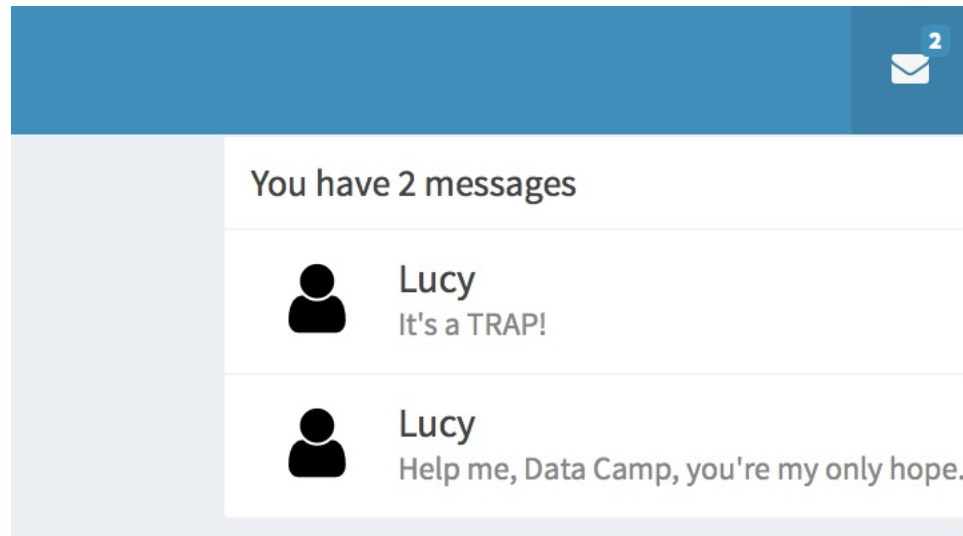 2
You have 2 messages
Lucy
It's a TRAP!
Lucy
Help me, Data Camp, you're my only hope.